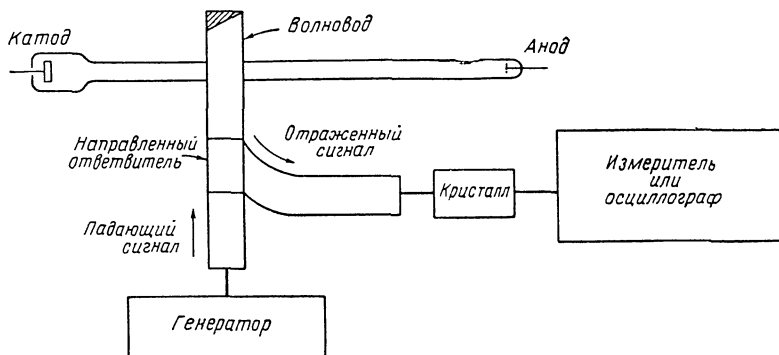 Катод
Волновод
Анод
Направленный
ответвитель
Отраженный
сигнал
Кристалл
Измеритель
или
осциллограф
Падающий
сигнал
Генератор